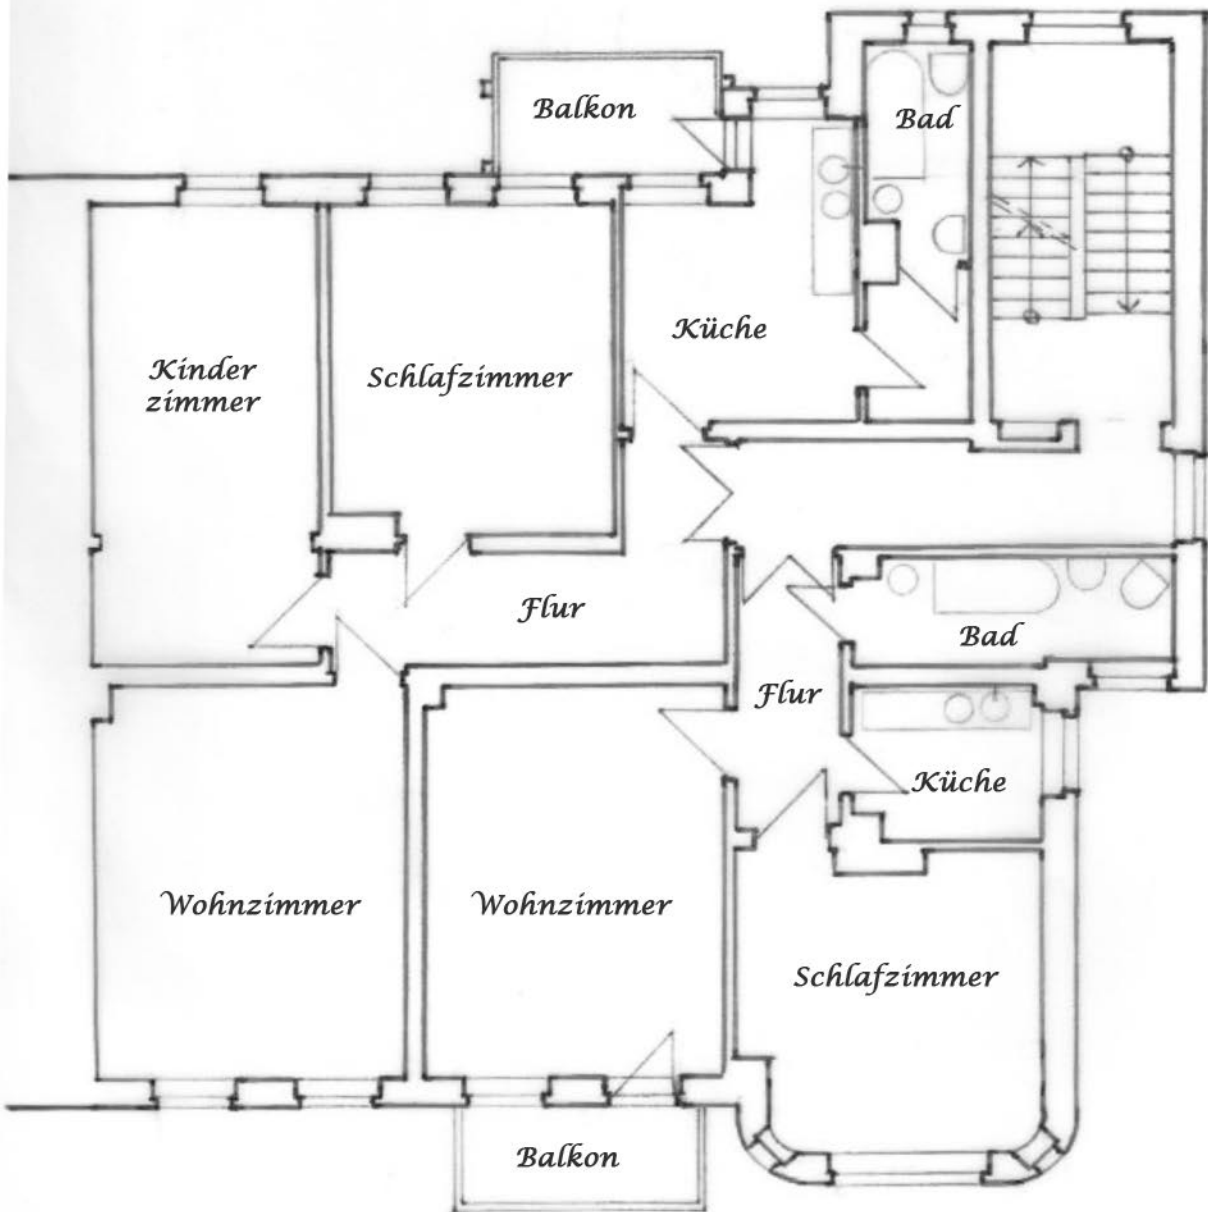 Balkon
Bad
Küche
Kinder
zimmer
Schlafzimmer
Flur
Bad
Flur
Küche
Wohnzimmer
Wohnzimmer
Schlafzimmer
Balkon